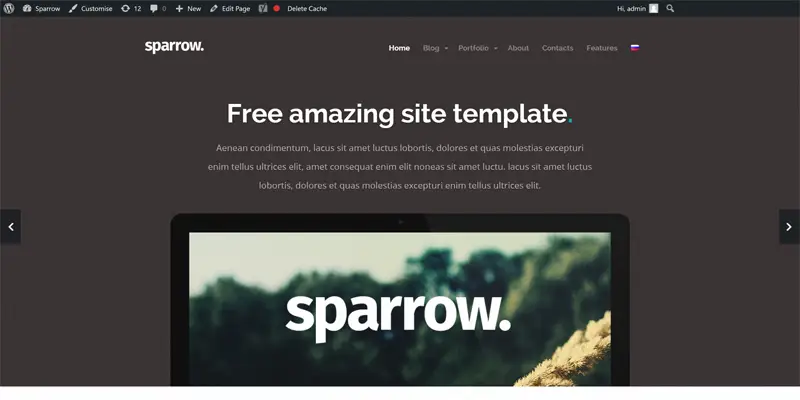 Sparrow Customise 12 0 New Edit Page Delete Cache Hi, admin
sparrow. Home Blog Portfolio About Contacts Features
Free amazing site template.
Aenean condimentum, lacus sit amet luctus lobortis, dolores et quas molestias excepturi
enim tellus ultrices elit, amet consequat enim elit noneas sit amet luctu. lacus sit amet luctus
lobortis, dolores et quas molestias excepturi enim tellus ultrices elit.
sparrow.